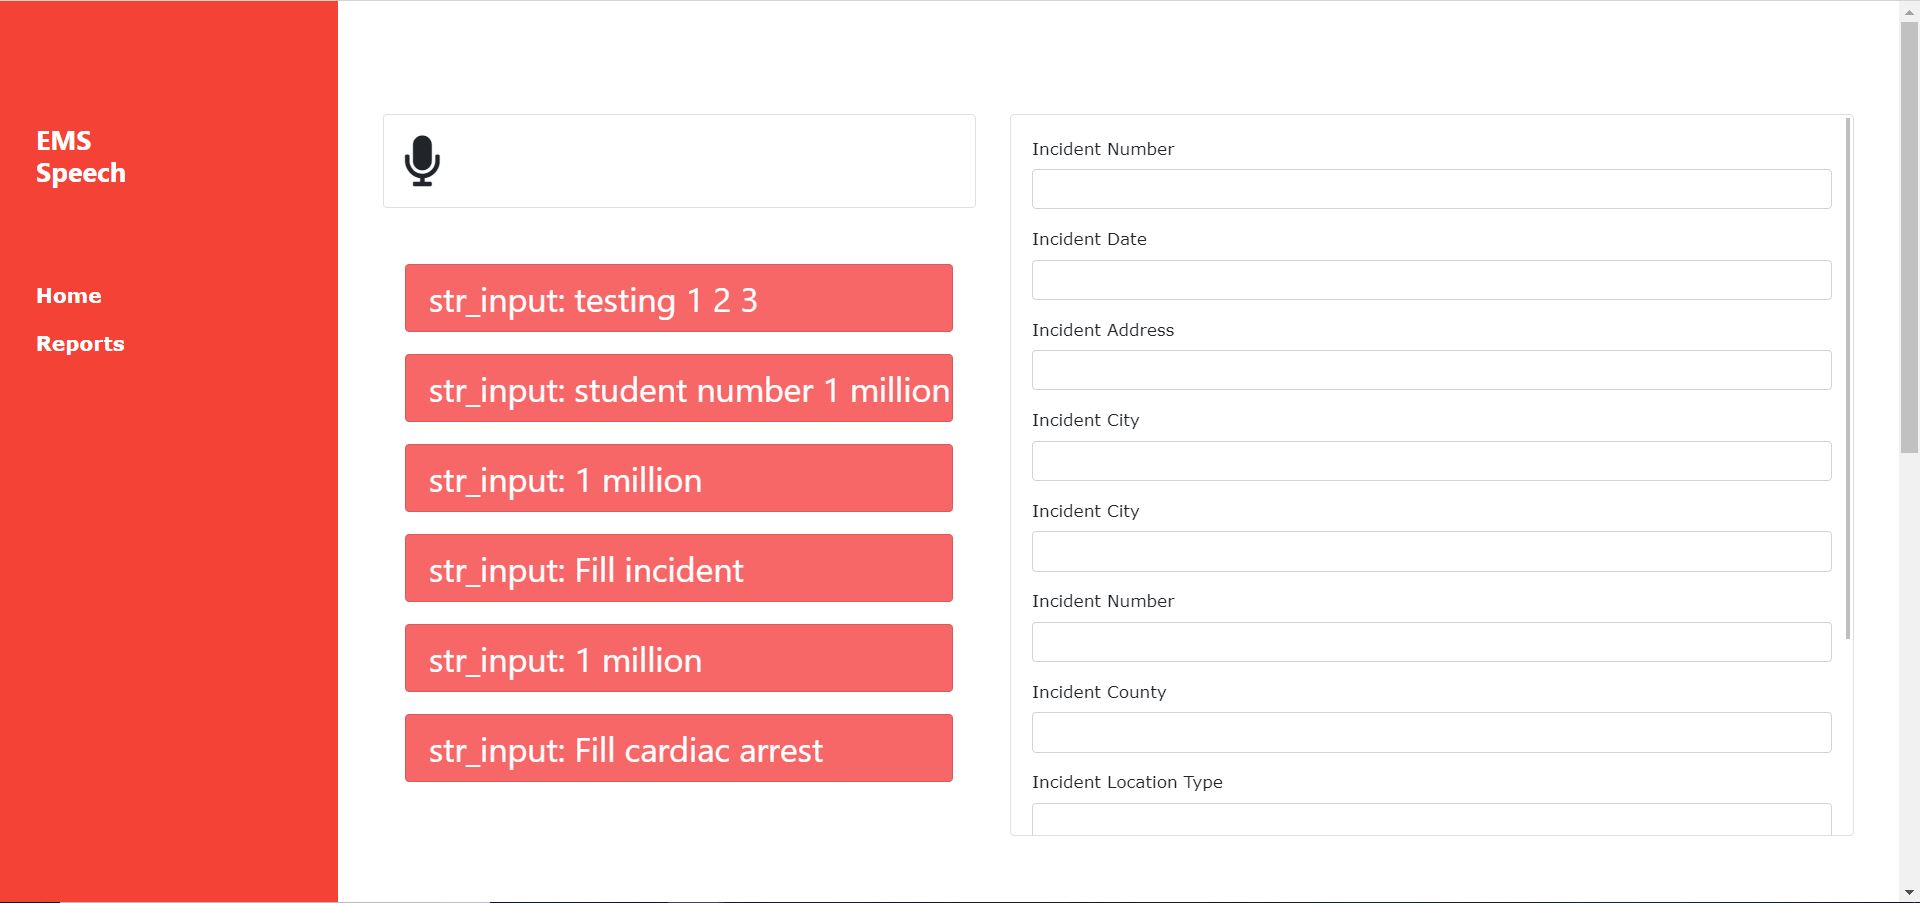 EMS
Speech
Home
Reports
str_input: testing 1 2 3
str_input: student number 1 million
str_input: 1 million
str_input: Fill incident
str_input: 1 million
str_input: Fill cardiac arrest
Incident Number
Incident Date
Incident Address
Incident City
Incident City
Incident Number
Incident County
Incident Location Type